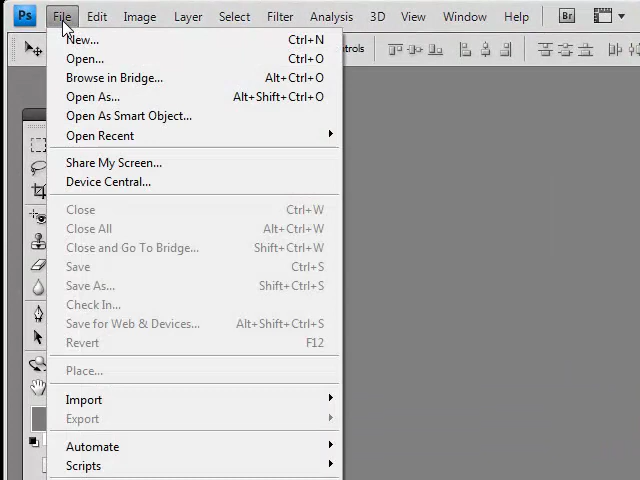 Ps File Edit Image Layer Select Filter Analysis 3D View Window Help Br
New... Ctrl+N
Open... Ctrl+O
Browse in Bridge... Alt+Ctrl+O
Open As... Alt+Shift+Ctrl+O
Open As Smart Object...
Open Recent
Share My Screen...
Device Central...
Close Ctrl+W
Close All Alt+Ctrl+W
Close and Go To Bridge... Shift+Ctrl+W
Save Ctrl+S
Save As... Shift+Ctrl+S
Check In...
Save for Web & Devices... Alt+Shift+Ctrl+S
Revert F12
Place...
Import
Export
Automate
Scripts